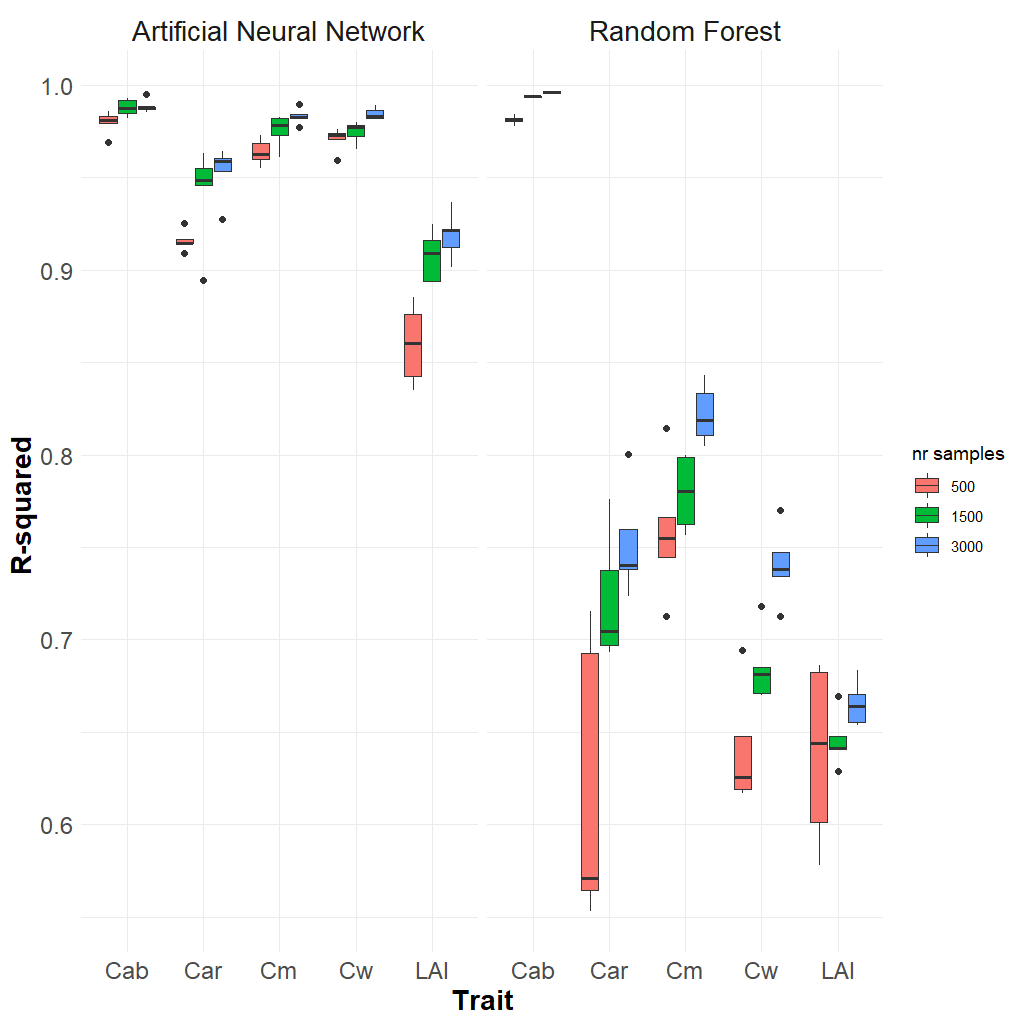 Artificial Neural Network
Random Forest
R-squared
1.0
0.9
0.8
0.7
0.6
Cab Car Cm Cw LAI
Cab Car Cm Cw LAI
Trait
nr samples
500
1500
3000